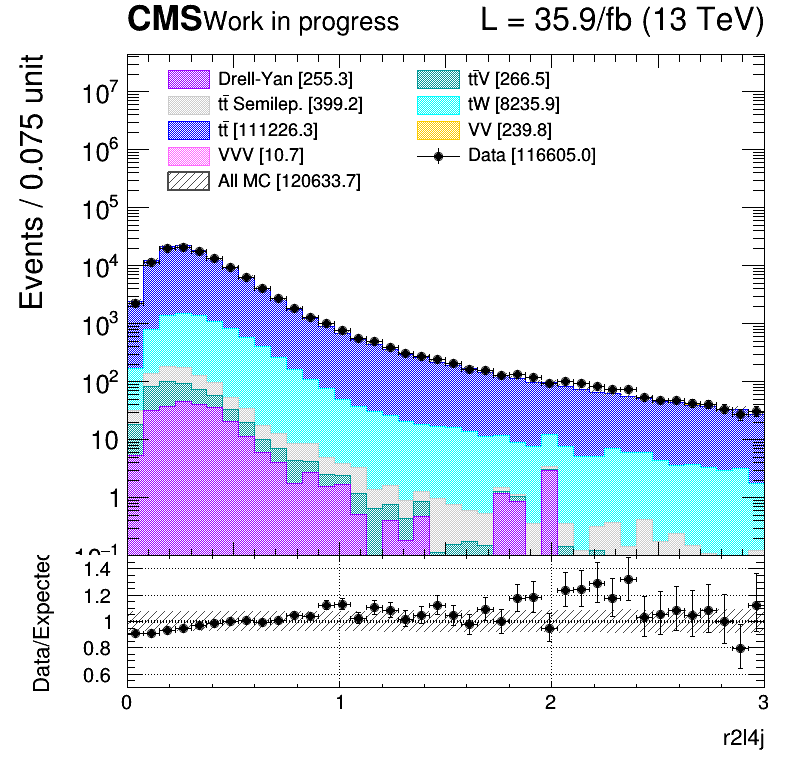 CMS Work in progress L = 35.9/fb (13 TeV)
Drell-Yan [255.3]
tt̄ Semilep. [399.2]
tt̄ [111226.3]
VVV [10.7]
All MC [120633.7]
tt̄V [266.5]
tW [8235.9]
VV [239.8]
Data [116605.0]
Events / 0.075 unit
10⁷
10⁶
10⁵
10⁴
10³
10²
10
1
10⁻¹
Data/Expected
1.4
1.2
1
0.8
0.6
0 1 2 3
r2l4j